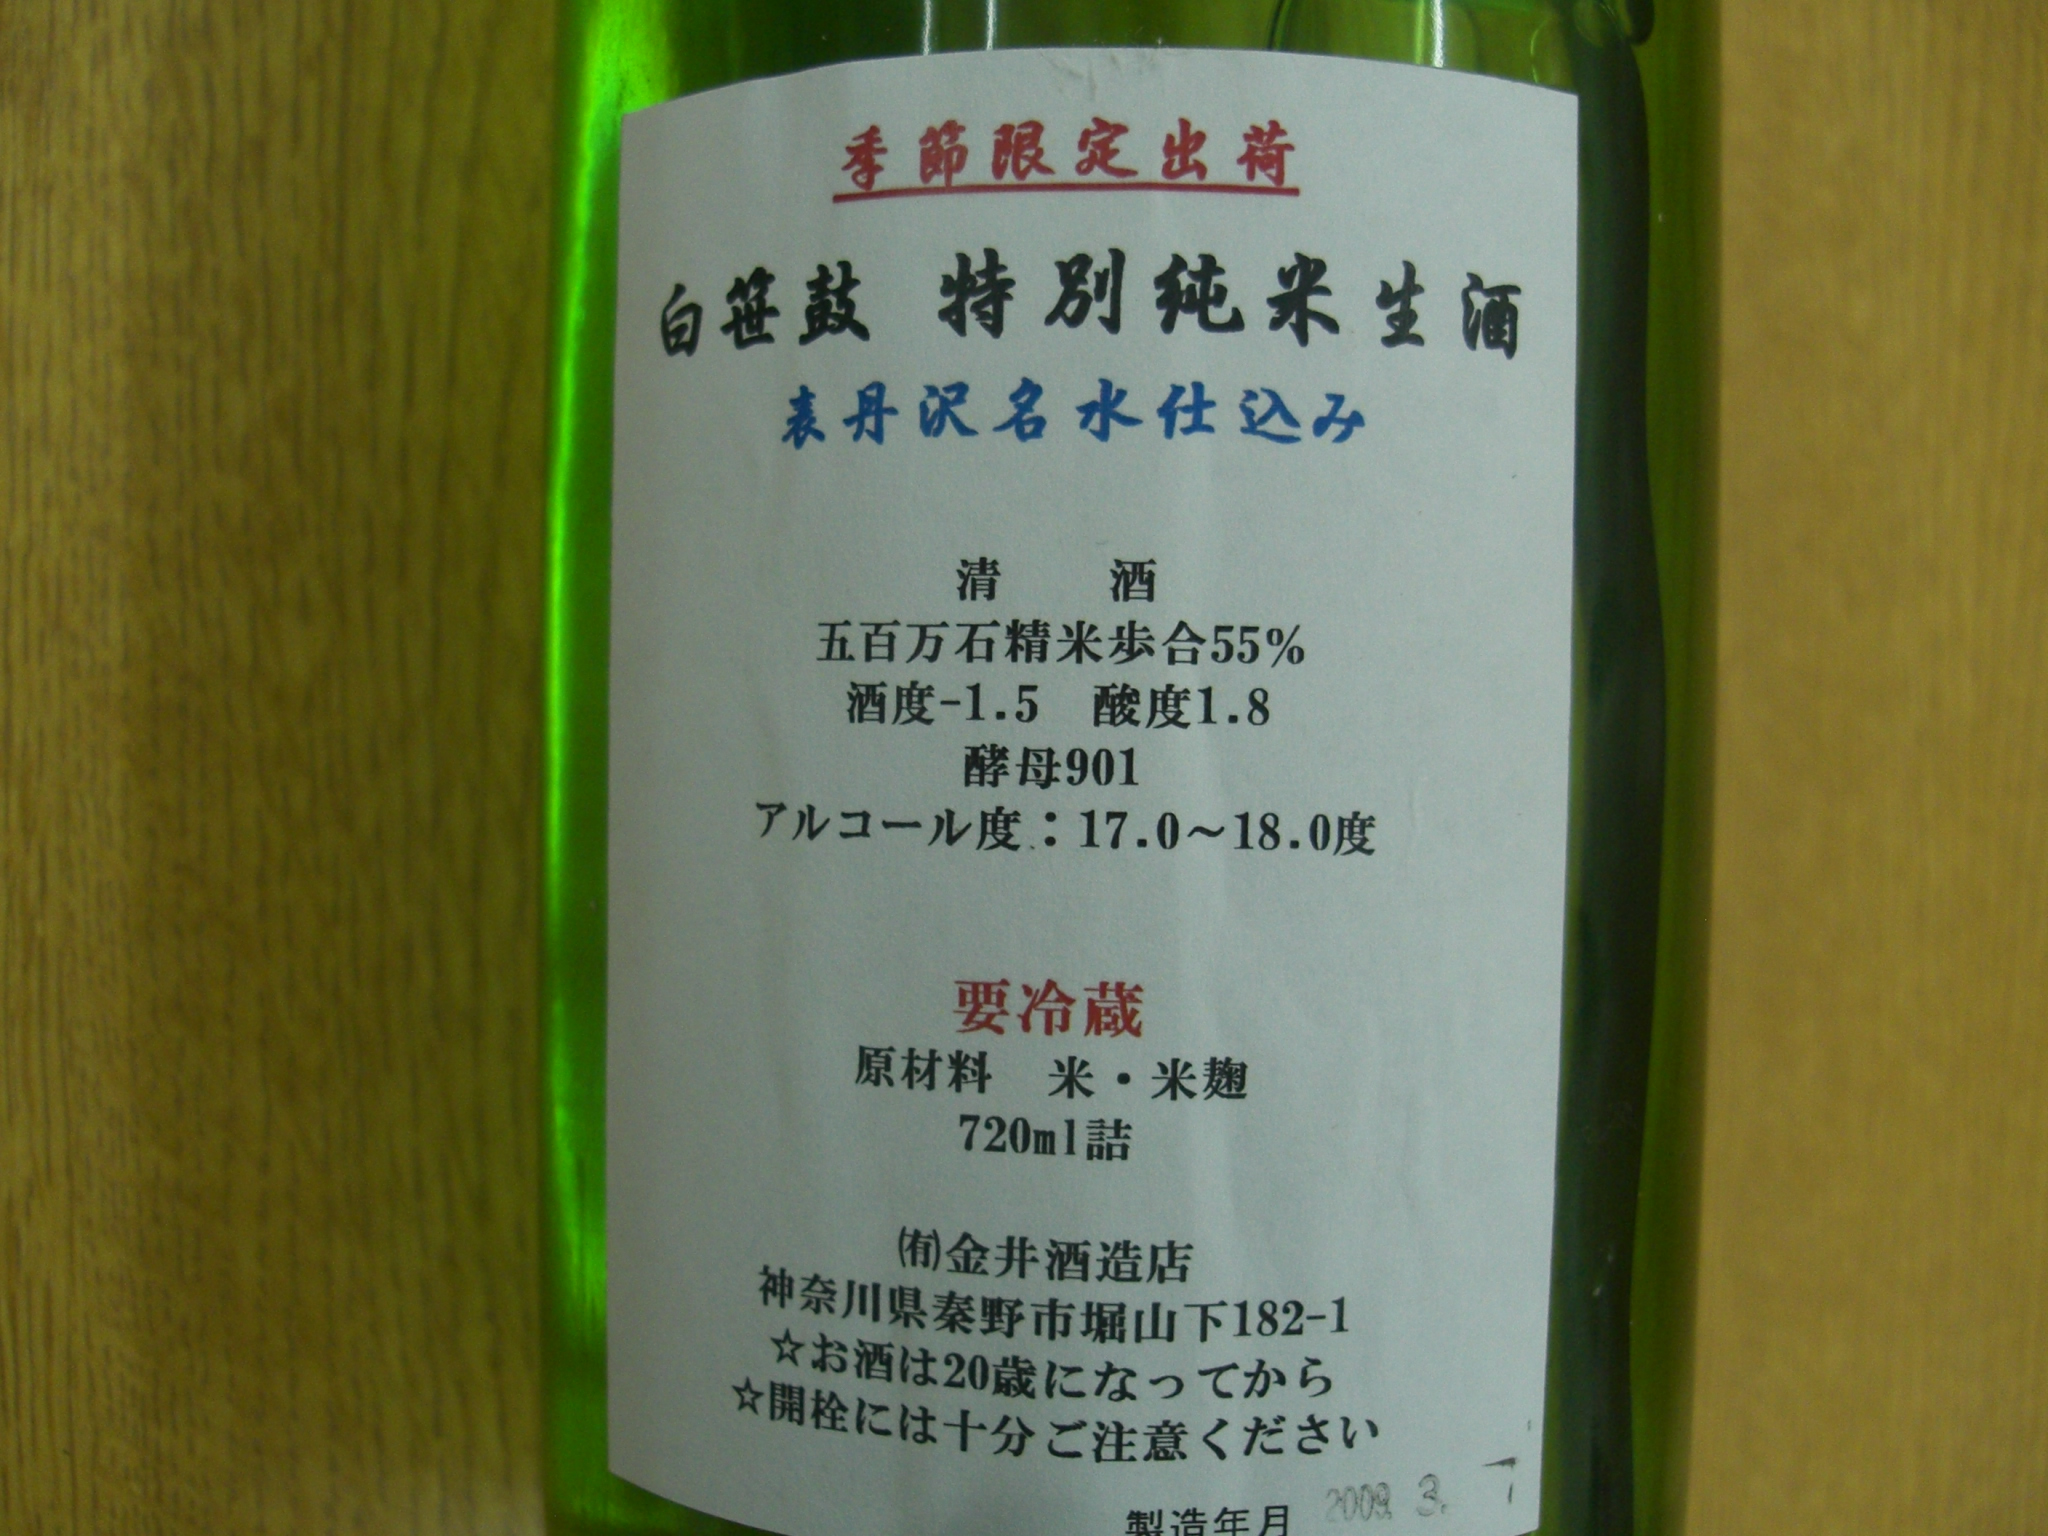 季節限定出荷
白笹鼓 特別純米生酒
表丹沢名水仕込み
清 酒
五百万石精米歩合55%
酒度-1.5 酸度1.8
酵母901
アルコール度:17.0～18.0度
要冷蔵
原材料 米・米麹
720ml詰
㈲金井酒造店
神奈川県秦野市堀山下182-1
☆お酒は20歳になってから
☆開栓には十分ご注意ください
製造年月 2009. 3.